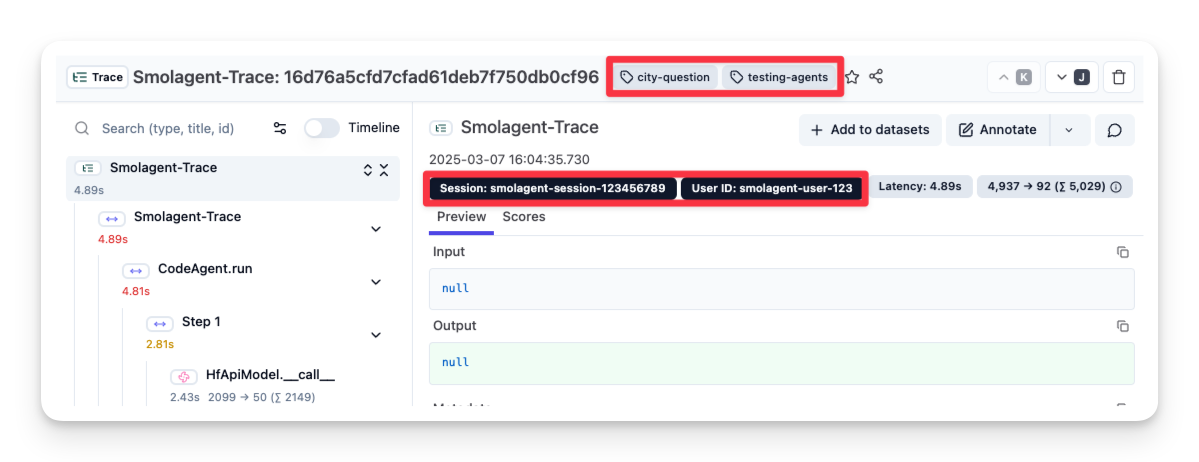 Trace Smolagent-Trace: 16d76a5cfd7cfad61deb7f750db0cf96 city-question testing-agents K J
Search (type, title, id) Timeline
Smolagent-Trace
4.89s
Smolagent-Trace
4.89s
CodeAgent.run
4.81s
Step 1
2.81s
HfApiModel.__call__
2.43s 2099 → 50 (∑ 2149)
Smolagent-Trace + Add to datasets Annotate
2025-03-07 16:04:35.730
Session: smolagent-session-123456789 User ID: smolagent-user-123 Latency: 4.89s 4,937 → 92 (∑ 5,029)
Preview Scores
Input
null
Output
null